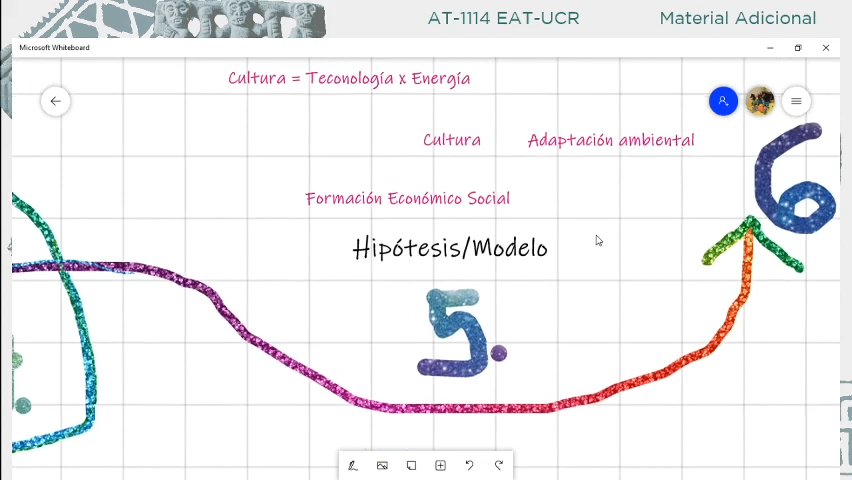 AT-1114 EAT-UCR Material Adicional
Microsoft Whiteboard
Cultura = Teconología x Energía
Cultura Adaptación ambiental
Formación Económico Social
Hipótesis/Modelo
6
5.